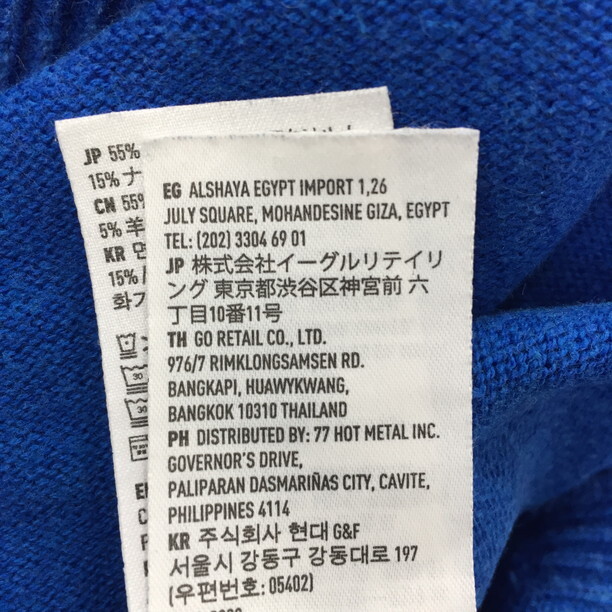 JP 55%
15% ナ
CN 55%
5% 羊
KR 면
15%
화기
30
30
EG ALSHAYA EGYPT IMPORT 1,26
JULY SQUARE, MOHANDESINE GIZA, EGYPT
TEL: (202) 3304 69 01
JP 株式会社イーグルリテイリ
ング 東京都渋谷区神宮前 六
丁目10番11号
TH GO RETAIL CO., LTD.
976/7 RIMKLONGSAMSEN RD.
BANGKAPI, HUAWYKWANG,
BANGKOK 10310 THAILAND
PH DISTRIBUTED BY: 77 HOT METAL INC.
GOVERNOR'S DRIVE,
PALIPARAN DASMARIÑAS CITY, CAVITE,
PHILIPPINES 4114
KR 주식회사 현대 G&F
서울시 강동구 강동대로 197
(우편번호: 05402)